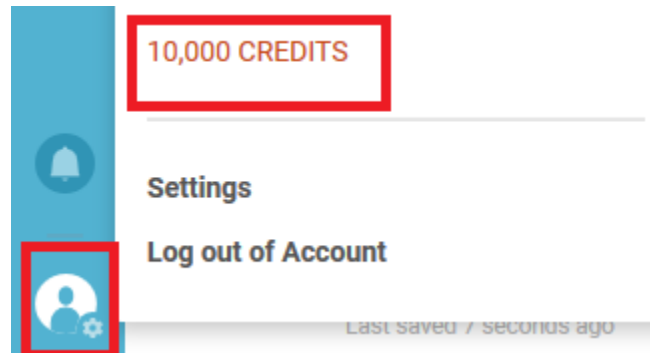 10,000 CREDITS
Settings
Log out of Account
Last saved 7 seconds ago